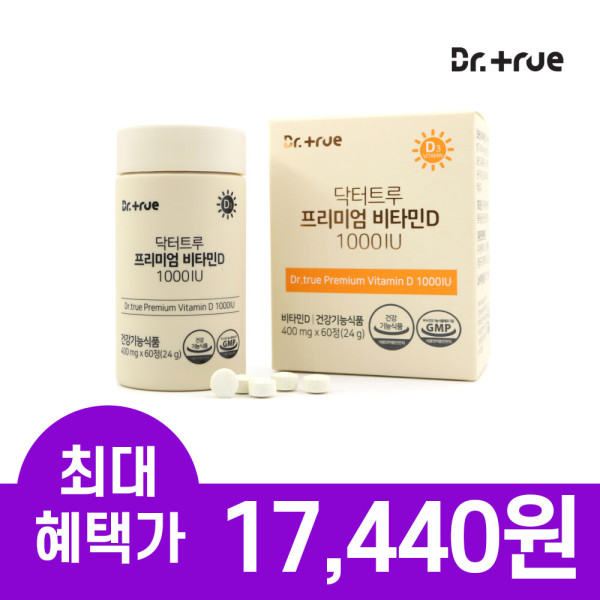 Dr.+rue
Dr.+rue
D
닥터트루
프리미엄 비타민D
1000IU
Dr.true Premium Vitamin D 1000IU
건강기능식품
400 mg x 60정(24 g)
건강
기능식품
GMP
Dr.+rue
D3
닥터트루
프리미엄 비타민D
1000IU
Dr.true Premium Vitamin D 1000IU
비타민D | 건강기능식품
400 mg x 60정(24 g)
건강
기능식품
GMP
최대
혜택가
17,440원